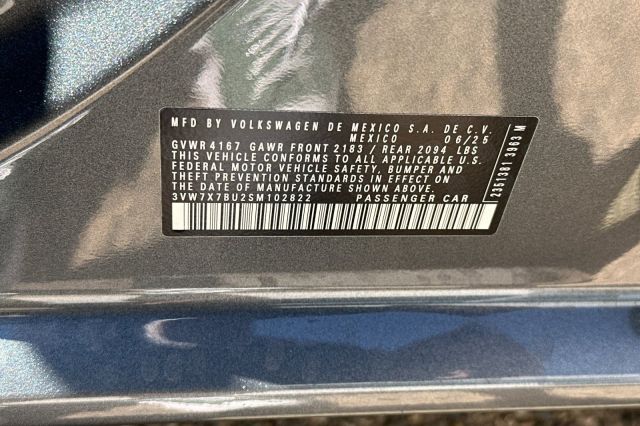 MFD BY VOLKSWAGEN DE MEXICO S.A. DE C.V.
MEXICO 06/25
GVWR 4167 GAWR FRONT 2183 / REAR 2094 LBS
THIS VEHICLE CONFORMS TO ALL APPLICABLE U.S.
FEDERAL MOTOR VEHICLE SAFETY, BUMPER AND
THEFT PREVENTION STANDARDS IN EFFECT ON
THE DATE OF MANUFACTURE SHOWN ABOVE.
3VW7X7BU2SM102822 PASSENGER CAR
2351381 3963 M